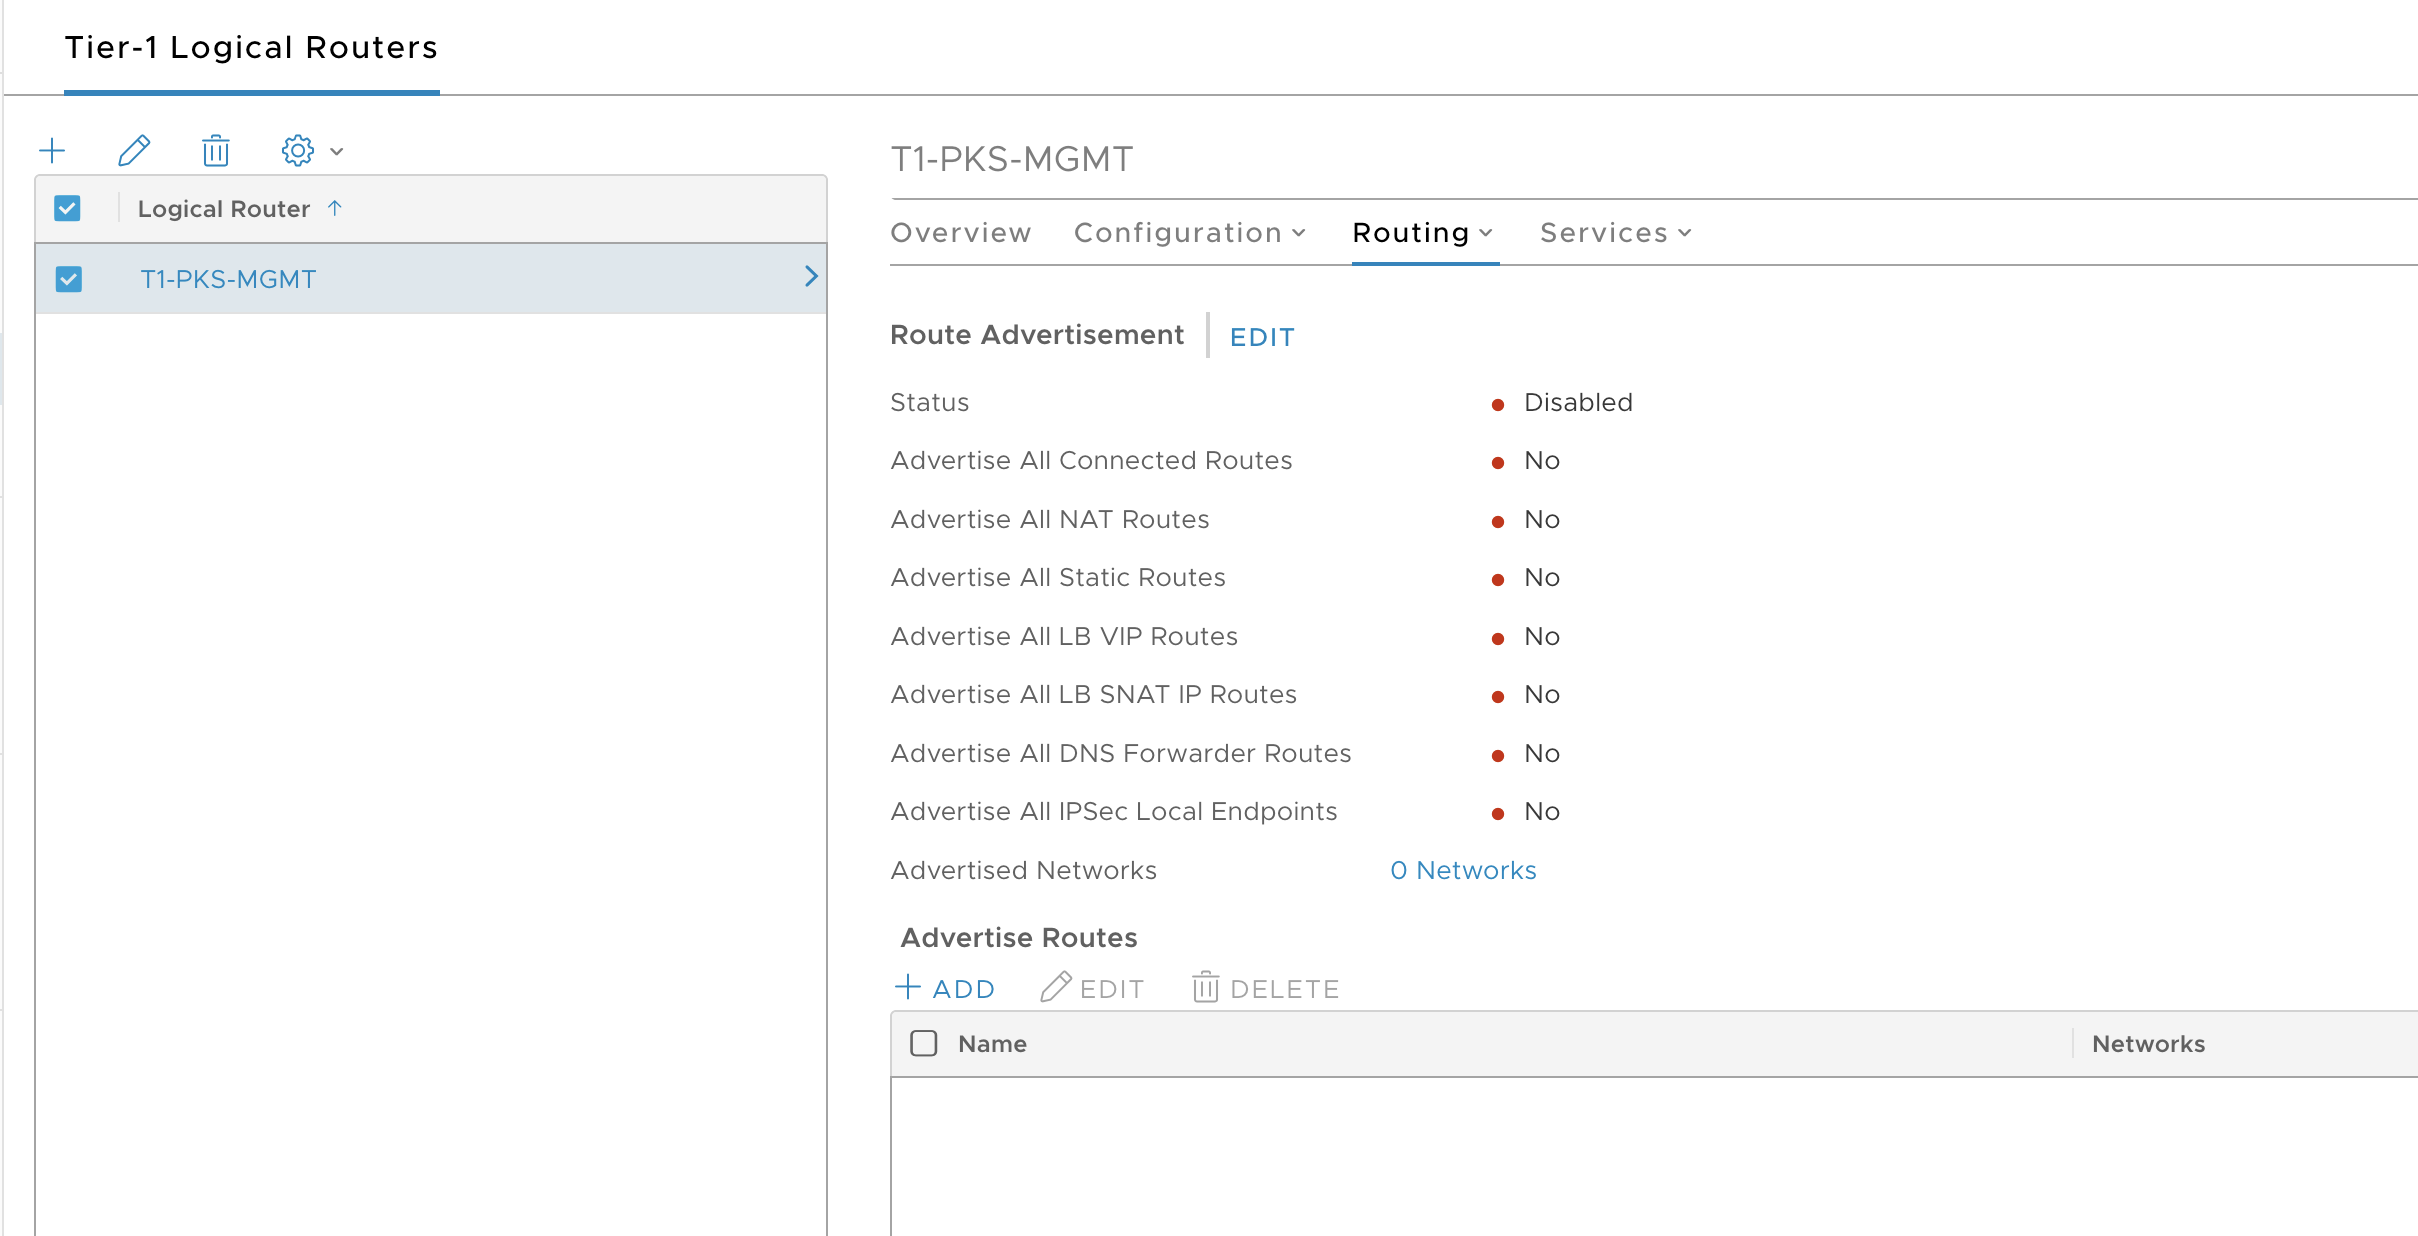 Tier-1 Logical Routers
Logical Router
T1-PKS-MGMT
T1-PKS-MGMT
Overview Configuration Routing Services
Route Advertisement EDIT
Status Disabled
Advertise All Connected Routes No
Advertise All NAT Routes No
Advertise All Static Routes No
Advertise All LB VIP Routes No
Advertise All LB SNAT IP Routes No
Advertise All DNS Forwarder Routes No
Advertise All IPSec Local Endpoints No
Advertised Networks 0 Networks
Advertise Routes
ADD EDIT DELETE
Name Networks